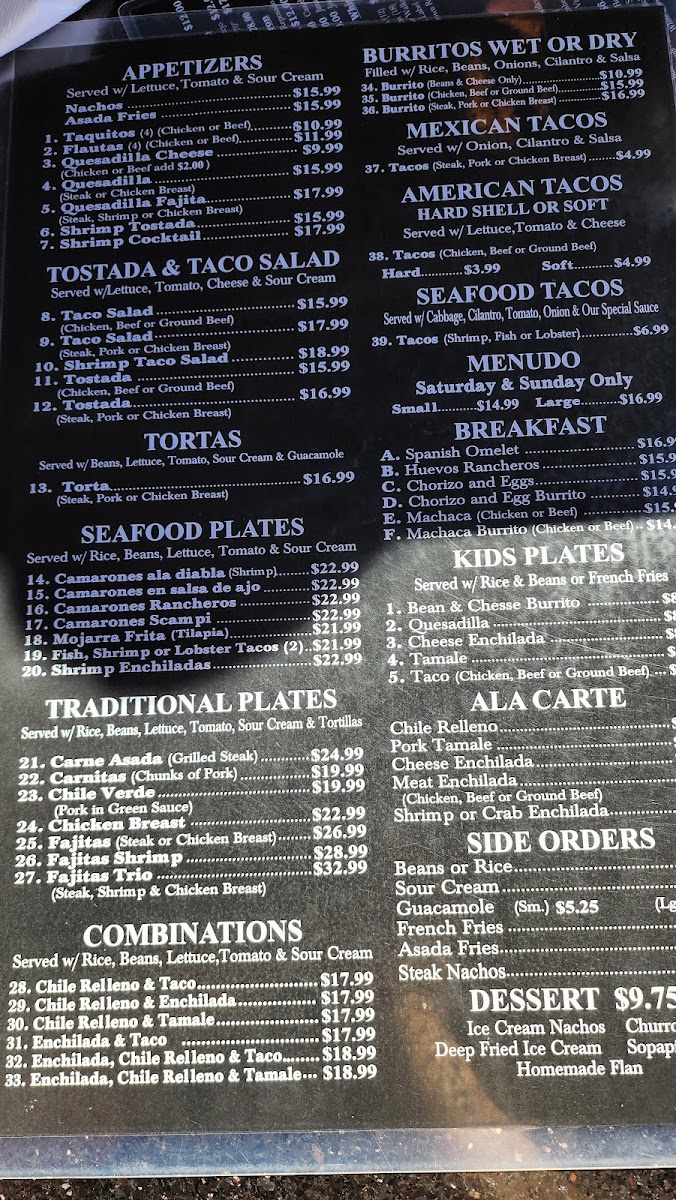 APPETIZERS
Served w/ Lettuce, Tomato & Sour Cream
Nachos ........ $15.99
Asada Fries ........ $15.99
1. Taquitos (4) (Chicken or Beef) ........ $10.99
2. Flautas (4) (Chicken or Beef) ........ $11.99
3. Quesadilla Cheese ........ $9.99
(Chicken or Beef add $2.00)
4. Quesadilla ........ $15.99
(Steak or Chicken Breast)
5. Quesadilla Fajita ........ $17.99
(Steak, Shrimp or Chicken Breast)
6. Shrimp Tostada ........ $15.99
7. Shrimp Cocktail ........ $17.99
TOSTADA & TACO SALAD
Served w/Lettuce, Tomato, Cheese & Sour Cream
8. Taco Salad ........ $15.99
(Chicken, Beef or Ground Beef)
9. Taco Salad ........ $17.99
(Steak, Pork or Chicken Breast)
10. Shrimp Taco Salad ........ $18.99
11. Tostada ........ $15.99
(Chicken, Beef or Ground Beef)
12. Tostada ........ $16.99
(Steak, Pork or Chicken Breast)
TORTAS
Served w/ Beans, Lettuce, Tomato, Sour Cream & Guacamole
13. Torta ........ $16.99
(Steak, Pork or Chicken Breast)
SEAFOOD PLATES
Served w/ Rice, Beans, Lettuce, Tomato & Sour Cream
14. Camarones ala diabla (Shrimp) ........ $22.99
15. Camarones en salsa de ajo ........ $22.99
16. Camarones Rancheros ........ $22.99
17. Camarones Scampi ........ $22.99
18. Mojarra Frita (Tilapia) ........ $21.99
19. Fish, Shrimp or Lobster Tacos (2) .. $21.99
20. Shrimp Enchiladas ........ $22.99
TRADITIONAL PLATES
Served w/ Rice, Beans, Lettuce, Tomato, Sour Cream & Tortillas
21. Carne Asada (Grilled Steak) ........ $24.99
22. Carnitas (Chunks of Pork) ........ $19.99
23. Chile Verde ........ $19.99
(Pork in Green Sauce)
24. Chicken Breast ........ $22.99
25. Fajitas (Steak or Chicken Breast) ........ $26.99
26. Fajitas Shrimp ........ $28.99
27. Fajitas Trio ........ $32.99
(Steak, Shrimp & Chicken Breast)
COMBINATIONS
Served w/ Rice, Beans, Lettuce, Tomato & Sour Cream
28. Chile Relleno & Taco ........ $17.99
29. Chile Relleno & Enchilada ........ $17.99
30. Chile Relleno & Tamale ........ $17.99
31. Enchilada & Taco ........ $17.99
32. Enchilada, Chile Relleno & Taco ........ $18.99
33. Enchilada, Chile Relleno & Tamale ... $18.99
BURRITOS WET OR DRY
Filled w/ Rice, Beans, Onions, Cilantro & Salsa
34. Burrito (Beans & Cheese Only) ........ $10.99
35. Burrito (Chicken, Beef or Ground Beef) ........ $15.99
36. Burrito (Steak, Pork or Chicken Breast) ........ $16.99
MEXICAN TACOS
Served w/ Onion, Cilantro & Salsa
37. Tacos (Steak, Pork or Chicken Breast) ........ $4.99
AMERICAN TACOS
HARD SHELL OR SOFT
Served w/ Lettuce,Tomato & Cheese
38. Tacos (Chicken, Beef or Ground Beef)
Hard ........ $3.99 Soft ........ $4.99
SEAFOOD TACOS
Served w/ Cabbage, Cilantro, Tomato, Onion & Our Special Sauce
39. Tacos (Shrimp, Fish or Lobster) ........ $6.99
MENUDO
Saturday & Sunday Only
Small ........ $14.99 Large ........ $16.99
BREAKFAST
A. Spanish Omelet ........ $16.9
B. Huevos Rancheros ........ $15.9
C. Chorizo and Eggs ........ $15.9
D. Chorizo and Egg Burrito ........ $14.
E. Machaca (Chicken or Beef) ........ $15.
F. Machaca Burrito (Chicken or Beef) .. $14.
KIDS PLATES
Served w/ Rice & Beans or French Fries
1. Bean & Chesse Burrito ........ $8
2. Quesadilla ........ $
3. Cheese Enchilada ........ $
4. Tamale ........ $
5. Taco (Chicken, Beef or Ground Beef) .... $
ALA CARTE
Chile Relleno ........ $
Pork Tamale ........
Cheese Enchilada ........
Meat Enchilada ........
(Chicken, Beef or Ground Beef)
Shrimp or Crab Enchilada ........
SIDE ORDERS
Beans or Rice ........
Sour Cream ........
Guacamole (Sm.) $5.25 (Lg
French Fries ........
Asada Fries ........
Steak Nachos ........
DESSERT $9.75
Ice Cream Nachos Churro
Deep Fried Ice Cream Sopapi
Homemade Flan